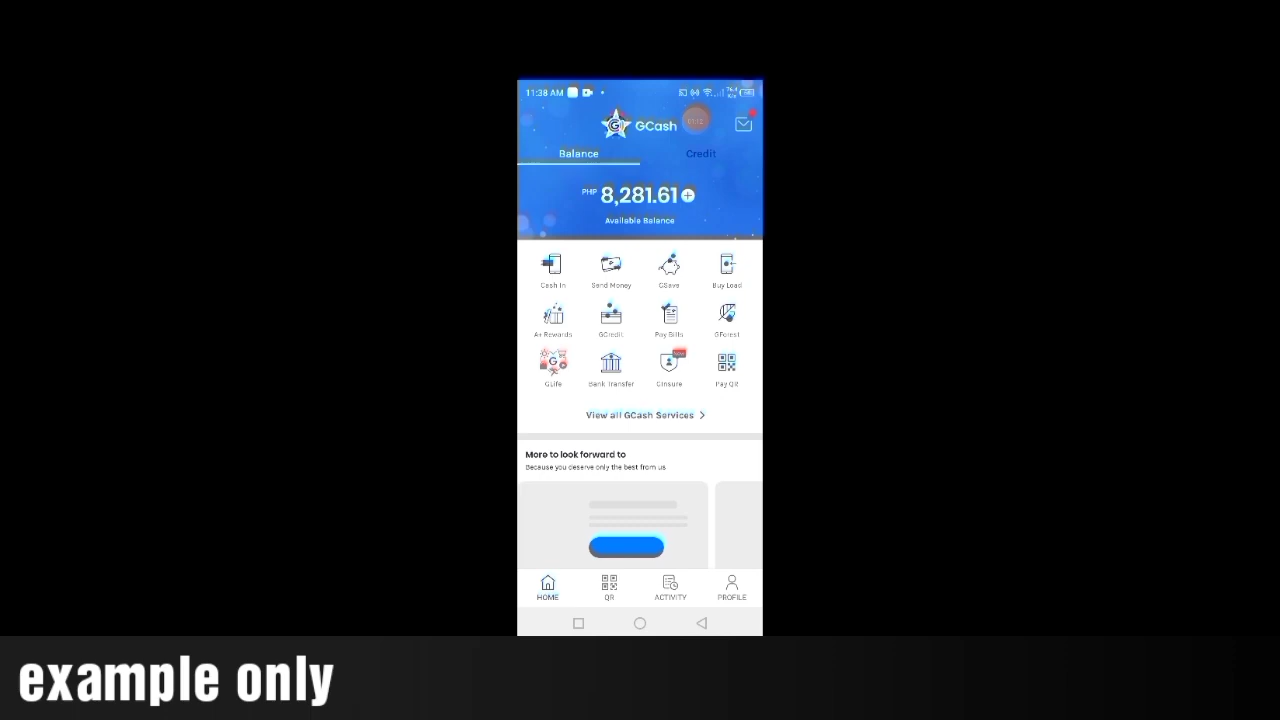 11:38 AM
GCash
Balance Credit
PHP 8,281.61
Available Balance
Cash In Send Money GSave Buy Load
A+ Rewards GCredit Pay Bills GForest
GLife Bank Transfer GInsure Pay QR
View all GCash Services
More to look forward to
Because you deserve only the best from us
HOME QR ACTIVITY PROFILE
example only